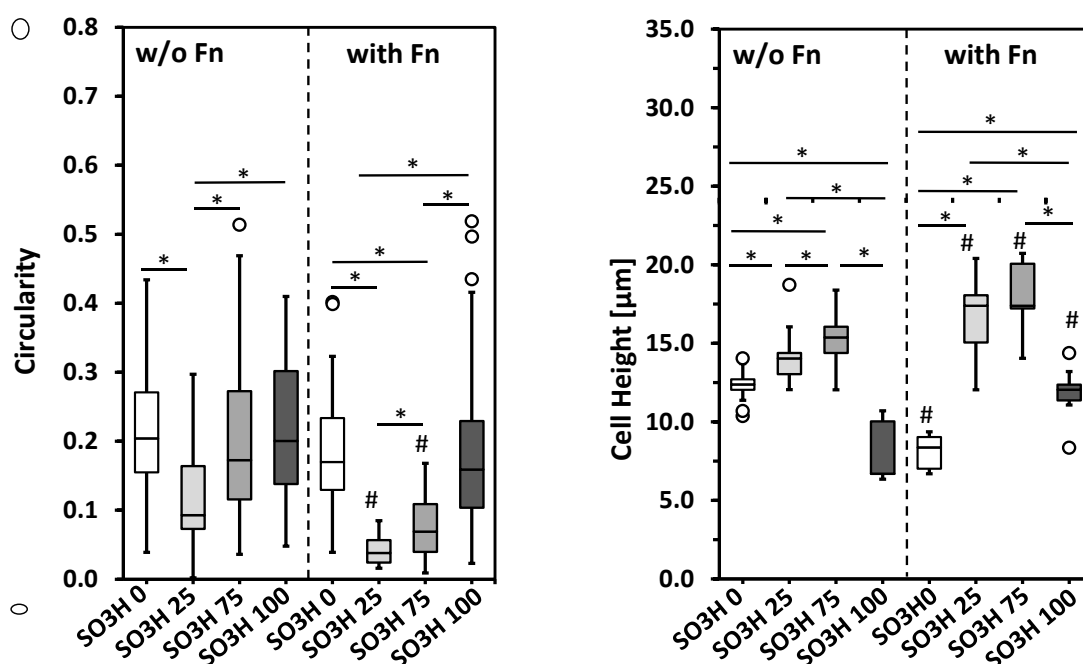 0.8
0.7
0.6
0.5
0.4
0.3
0.2
0.1
0.0
Circularity
w/o Fn
with Fn
*
*
*
*
*
*
*
*
#
#
SO3H 0
SO3H 25
SO3H 75
SO3H 100
SO3H 0
SO3H 25
SO3H 75
SO3H 100
35.0
30.0
25.0
20.0
15.0
10.0
5.0
0.0
Cell Height [µm]
w/o Fn
with Fn
*
*
*
*
*
*
*
*
*
*
*
#
#
#
#
SO3H 0
SO3H 25
SO3H 75
SO3H 100
SO3H0
SO3H 25
SO3H 75
SO3H 100